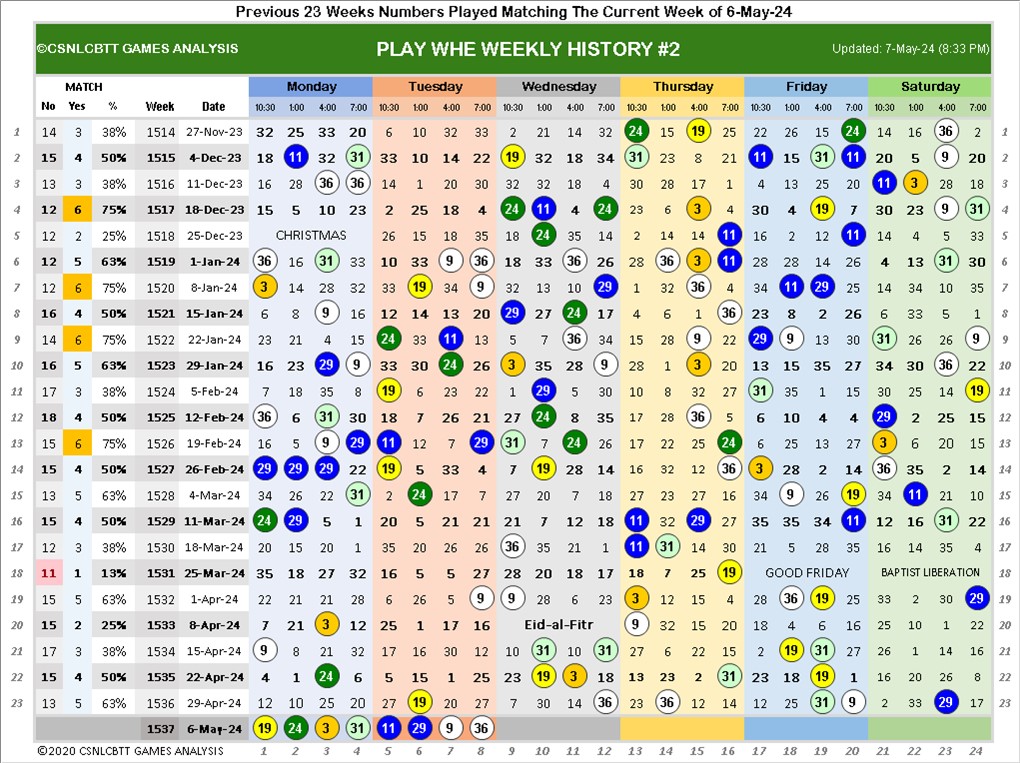 Previous 23 Weeks Numbers Played Matching The Current Week of 6-May-24
©CSNLCBTT GAMES ANALYSIS PLAY WHE WEEKLY HISTORY #2 Updated: 7-May-24 (8:33 PM)
MATCH Monday Tuesday Wednesday Thursday Friday Saturday
No Yes % Week Date 10:30 1:00 4:00 7:00 10:30 1:00 4:00 7:00 10:30 1:00 4:00 7:00 10:30 1:00 4:00 7:00 10:30 1:00 4:00 7:00 10:30 1:00 4:00 7:00
1 14 3 38% 1514 27-Nov-23 32 25 33 20 6 10 32 33 2 21 14 32 24 15 19 25 22 26 15 24 14 16 36 2 1
2 15 4 50% 1515 4-Dec-23 18 11 32 31 33 10 14 22 19 32 18 34 31 23 8 21 11 15 31 11 20 5 9 20 2
3 13 3 38% 1516 11-Dec-23 16 28 36 36 14 1 20 30 32 32 18 4 30 28 17 1 4 13 25 20 11 3 28 18 3
4 12 6 75% 1517 18-Dec-23 15 5 10 23 2 25 18 4 24 11 4 24 23 6 3 4 30 4 19 7 30 23 9 31 4
5 12 2 25% 1518 25-Dec-23 CHRISTMAS 26 15 18 35 18 24 35 14 2 14 14 11 16 2 12 11 14 4 5 33 5
6 12 5 63% 1519 1-Jan-24 36 16 31 33 10 33 9 36 18 33 36 26 28 36 3 11 28 28 14 26 4 13 31 30 6
7 12 6 75% 1520 8-Jan-24 3 14 28 32 33 19 34 9 32 13 10 29 1 32 36 4 34 11 29 25 14 34 10 35 7
8 16 4 50% 1521 15-Jan-24 6 8 9 16 12 14 13 20 29 27 24 17 4 6 1 36 23 8 2 26 6 33 5 1 8
9 14 6 75% 1522 22-Jan-24 23 21 4 15 24 33 11 13 5 7 36 34 15 28 9 22 29 9 13 30 31 26 26 9 9
10 16 5 63% 1523 29-Jan-24 16 23 29 9 33 30 24 26 3 35 28 9 28 1 3 20 13 15 35 27 34 30 36 22 10
11 17 3 38% 1524 5-Feb-24 7 18 35 8 19 6 23 22 1 29 5 30 10 8 32 27 31 35 1 15 30 25 14 19 11
12 18 4 50% 1525 12-Feb-24 36 6 31 30 18 7 26 21 27 24 8 35 28 17 36 5 6 10 4 4 29 2 25 15 12
13 15 6 75% 1526 19-Feb-24 16 5 9 29 11 12 7 29 31 7 24 26 17 22 25 24 6 25 13 27 3 6 20 15 13
14 15 4 50% 1527 26-Feb-24 29 29 29 22 19 5 33 4 7 19 28 14 16 32 12 36 3 28 2 14 36 35 2 14 14
15 13 5 63% 1528 4-Mar-24 34 26 22 31 2 24 17 7 27 20 7 18 27 23 27 16 34 9 26 19 34 11 21 10 15
16 15 4 50% 1529 11-Mar-24 24 29 5 1 20 5 21 21 21 7 12 18 11 32 29 16 35 35 34 11 12 16 31 22 16
17 12 3 38% 1530 18-Mar-24 20 15 20 1 35 20 26 26 36 35 21 1 11 31 14 30 21 5 28 35 16 14 35 4 17
18 11 1 13% 1531 25-Mar-24 35 18 27 32 16 5 5 27 28 20 18 17 18 7 25 19 GOOD FRIDAY BAPTIST LIBERATION 18
19 15 5 63% 1532 1-Apr-24 22 21 21 28 6 26 5 9 9 28 6 23 3 14 22 12 28 36 19 25 33 2 30 29 19
20 15 2 25% 1533 8-Apr-24 7 21 3 12 25 1 17 16 Eid-al-Fitr 9 32 15 20 18 4 6 16 25 10 1 22 20
21 17 3 38% 1534 15-Apr-24 9 8 21 32 17 16 30 12 10 31 10 31 27 6 22 15 2 19 31 27 26 1 14 16 21
22 15 4 50% 1535 22-Apr-24 4 1 24 6 5 15 1 25 23 19 3 18 13 23 2 31 23 18 19 1 16 20 26 8 22
23 13 5 63% 1536 29-Apr-24 12 10 25 20 27 19 20 27 7 30 14 36 23 36 14 27 12 25 31 9 2 33 29 17 23
1537 6-May-24 19 24 3 31 11 29 9 36
©2020 CSNLCBTT GAMES ANALYSIS 1 2 3 4 5 6 7 8 9 10 11 12 13 14 15 16 17 18 19 20 21 22 23 24